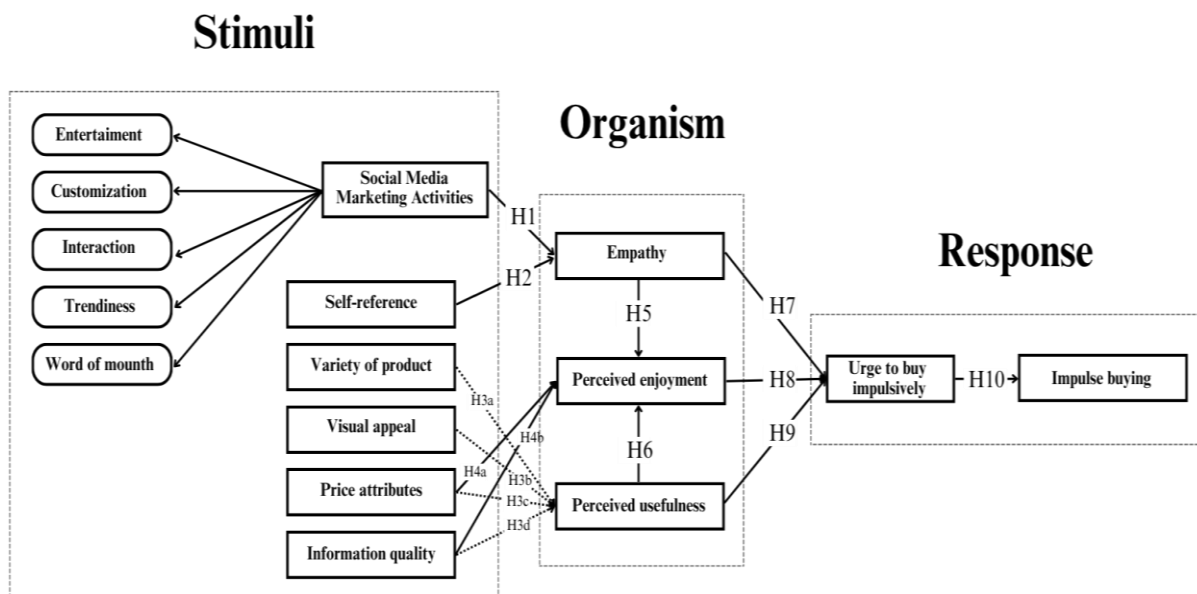 Stimuli
Organism
Response
Entertaiment
Customization
Interaction
Trendiness
Word of mounth
Social Media
Marketing Activities
Self-reference
Variety of product
Visual appeal
Price attributes
Information quality
H1
H2
H3a
H4b
H4a
H3b
H3c
H3d
Empathy
H5
Perceived enjoyment
H6
Perceived usefulness
H7
H8
H9
Urge to buy
impulsively
H10
Impulse buying